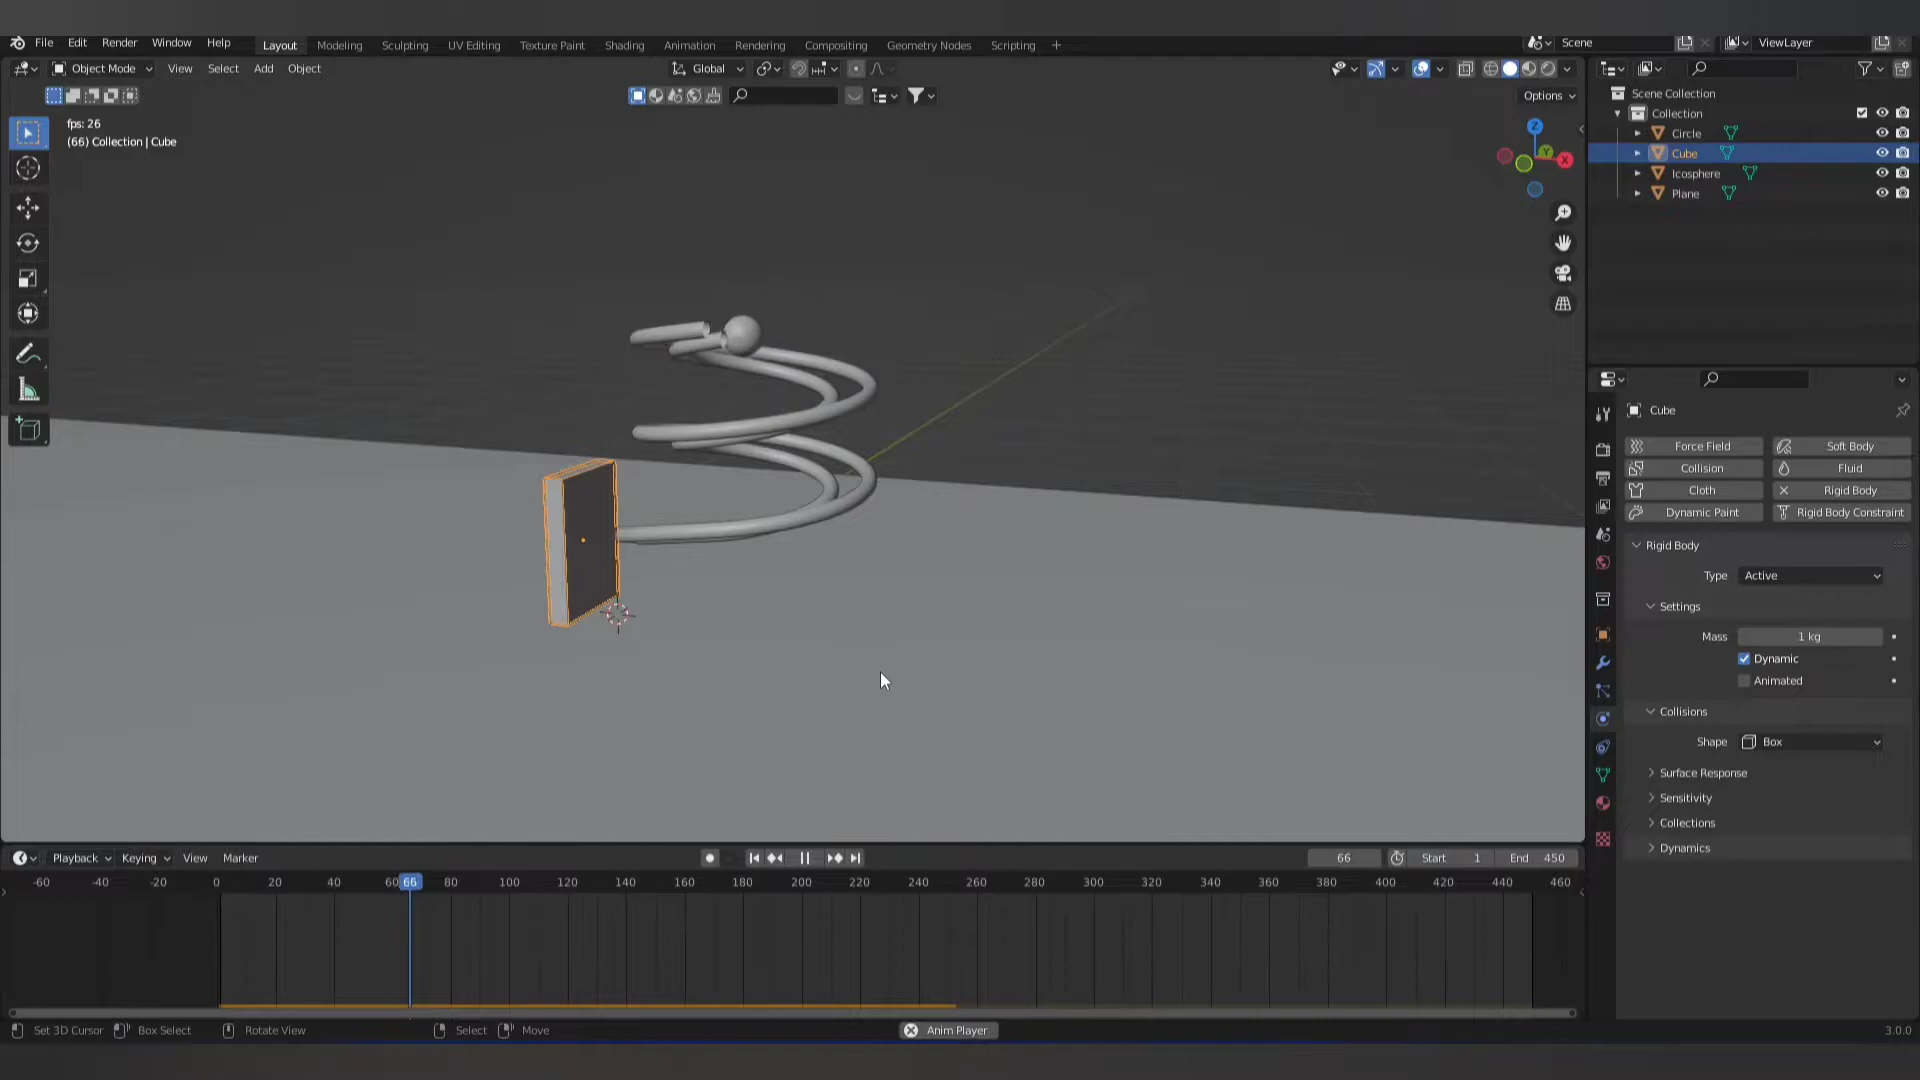 File Edit Render Window Help Layout Modeling Sculpting UV Editing Texture Paint Shading Animation Rendering Compositing Geometry Nodes Scripting + Scene ViewLayer
Object Mode View Select Add Object Global
Options
fps: 26
(66) Collection | Cube
Z
Y
X
Scene Collection
Collection
Circle
Cube
Icosphere
Plane
Cube
Force Field Soft Body
Collision Fluid
Cloth Rigid Body
Dynamic Paint Rigid Body Constraint
Rigid Body
Type Active
Settings
Mass 1 kg
Dynamic
Animated
Collisions
Shape Box
Surface Response
Sensitivity
Collections
Dynamics
Playback Keying View Marker 66 Start 1 End 450
-60 -40 -20 0 20 40 60 66 80 100 120 140 160 180 200 220 240 260 280 300 320 340 360 380 400 420 440 460
Set 3D Cursor Box Select Rotate View Select Move Anim Player 3.0.0